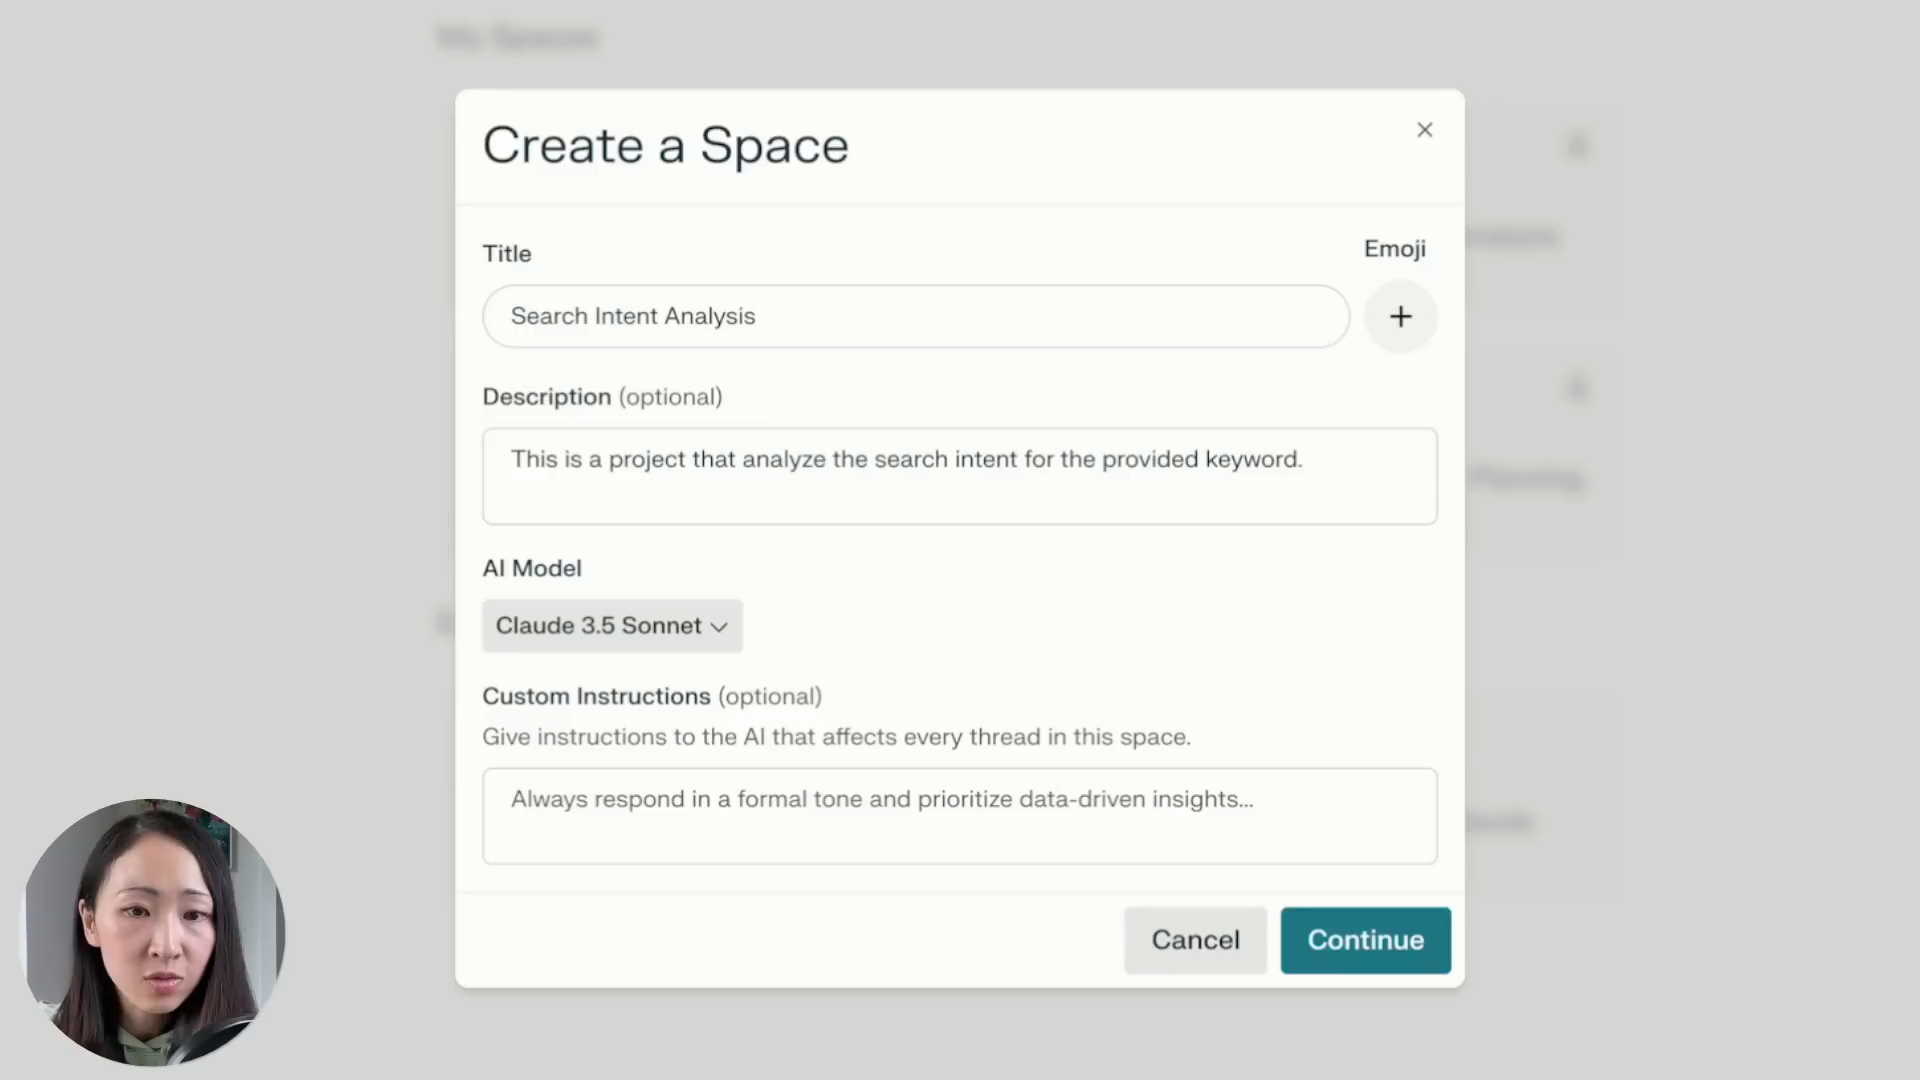 My Spaces
Create a Space
Title
Emoji
Search Intent Analysis
Description (optional)
This is a project that analyze the search intent for the provided keyword.
AI Model
Claude 3.5 Sonnet
Custom Instructions (optional)
Give instructions to the AI that affects every thread in this space.
Always respond in a formal tone and prioritize data-driven insights...
Cancel
Continue